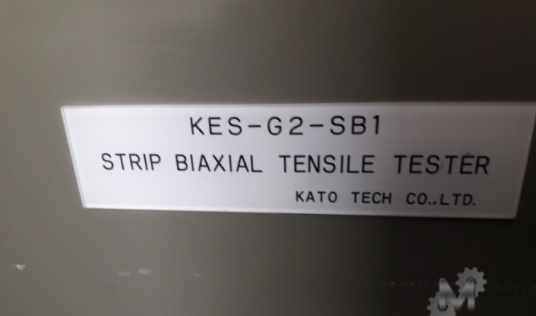 KES-G2-SB1
STRIP BIAXIAL TENSILE TESTER
KATO TECH CO.,LTD.
M